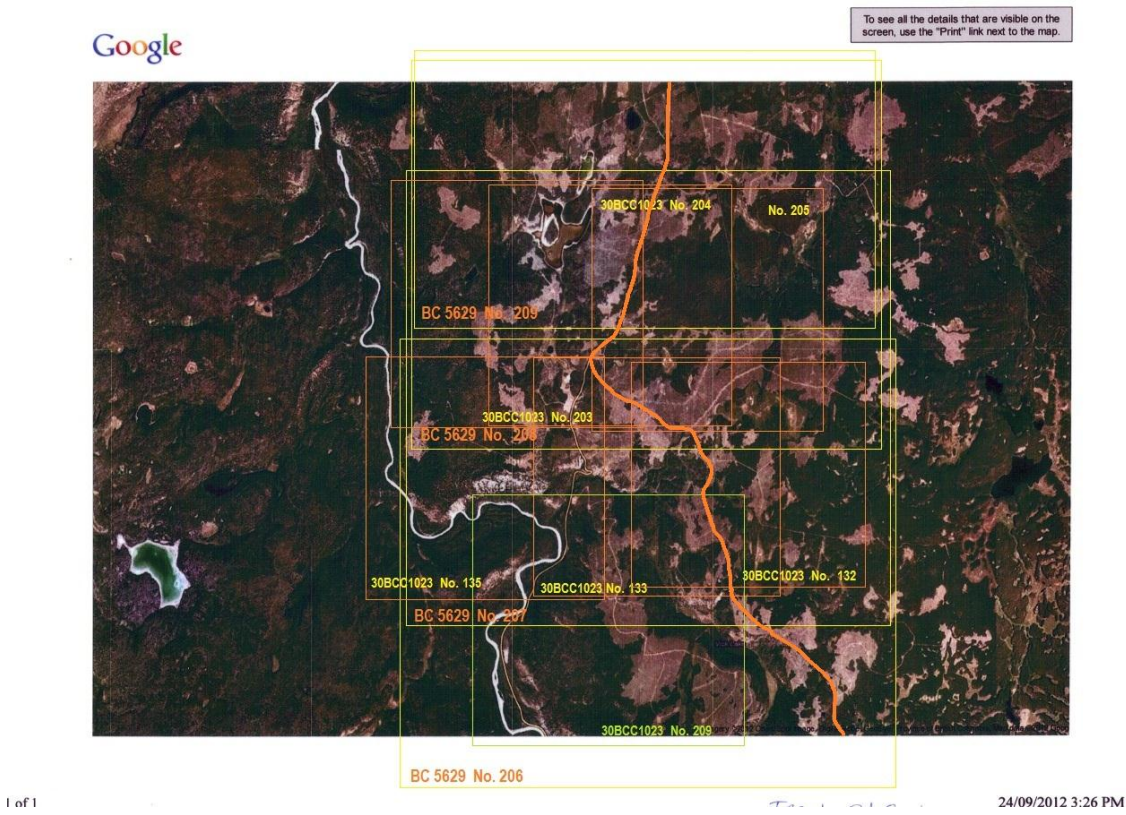 Google
To see all the details that are visible on the
screen, use the "Print" link next to the map.
30BCC1023 No. 204
No. 205
BC 5629 No. 209
30BCC1023 No. 203
BC 5629 No. 208
30BCC1023 No. 135
30BCC1023 No. 133
30BCC1023 No. 132
BC 5629 No. 207
30BCC1023 No. 209
BC 5629 No. 206
1 of 1
24/09/2012 3:26 PM